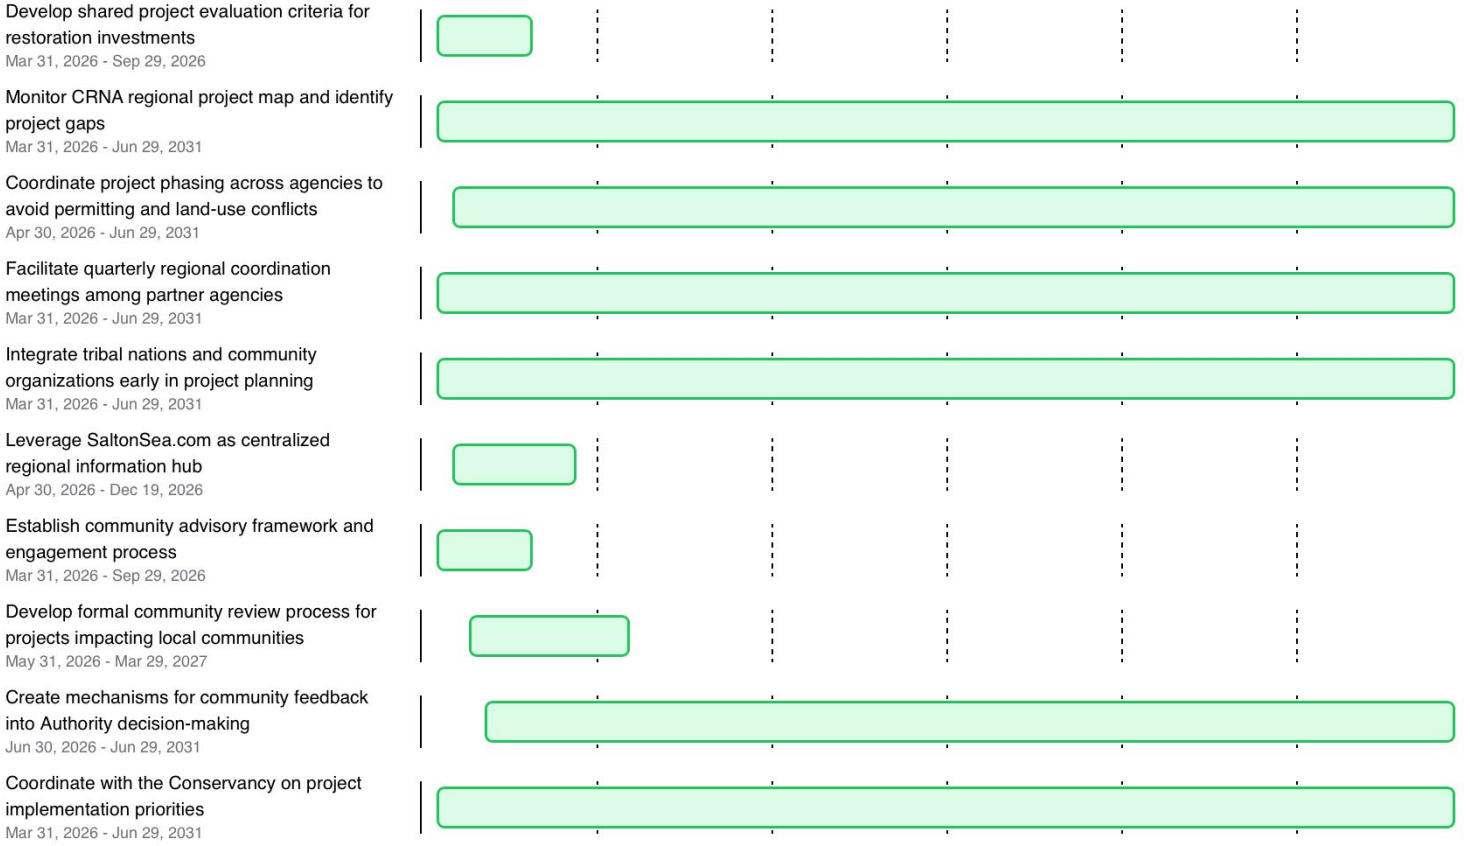 Develop shared project evaluation criteria for
restoration investments
Mar 31, 2026 - Sep 29, 2026
Monitor CRNA regional project map and identify
project gaps
Mar 31, 2026 - Jun 29, 2031
Coordinate project phasing across agencies to
avoid permitting and land-use conflicts
Apr 30, 2026 - Jun 29, 2031
Facilitate quarterly regional coordination
meetings among partner agencies
Mar 31, 2026 - Jun 29, 2031
Integrate tribal nations and community
organizations early in project planning
Mar 31, 2026 - Jun 29, 2031
Leverage SaltonSea.com as centralized
regional information hub
Apr 30, 2026 - Dec 19, 2026
Establish community advisory framework and
engagement process
Mar 31, 2026 - Sep 29, 2026
Develop formal community review process for
projects impacting local communities
May 31, 2026 - Mar 29, 2027
Create mechanisms for community feedback
into Authority decision-making
Jun 30, 2026 - Jun 29, 2031
Coordinate with the Conservancy on project
implementation priorities
Mar 31, 2026 - Jun 29, 2031